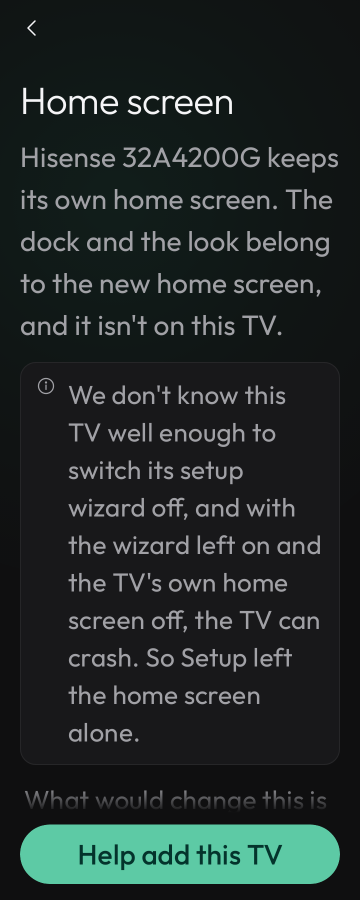 Home screen
Hisense 32A4200G keeps
its own home screen. The
dock and the look belong
to the new home screen,
and it isn't on this TV.
We don't know this
TV well enough to
switch its setup
wizard off, and with
the wizard left on and
the TV's own home
screen off, the TV can
crash. So Setup left
the home screen
alone.
What would change this is
Help add this TV